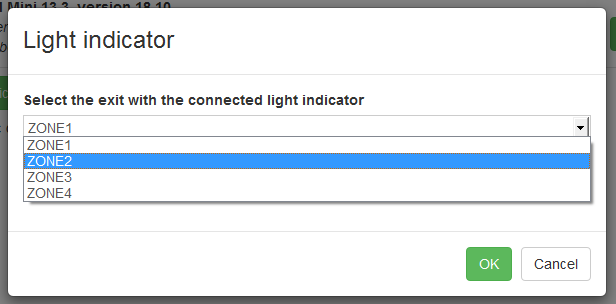 Mini 13.3, version 18.10
Light indicator
Select the exit with the connected light indicator
ZONE1
ZONE1
ZONE2
ZONE3
ZONE4
OK
Cancel